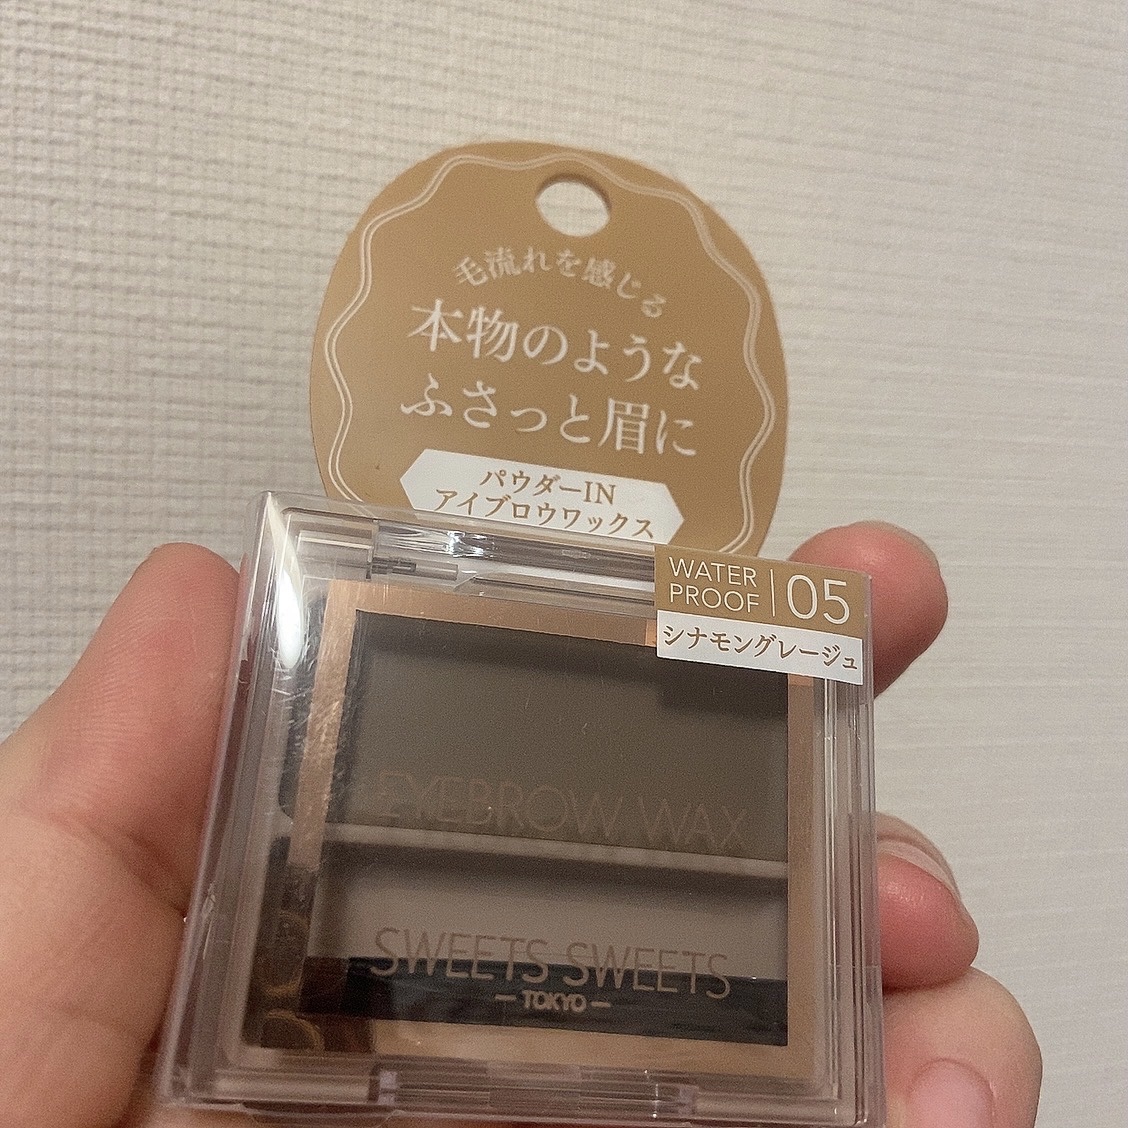 毛流れを感じる
本物のような
ふさっと眉に
パウダーIN
アイブロウワックス
WATER
PROOF
05
シナモングレージュ
EYEBROW WAX
SWEETS SWEETS
— TOKYO —